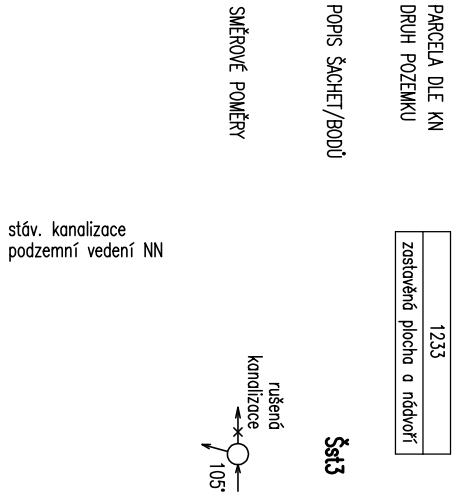 PARCELA DLE KN
DRUH POZEMKU
1233
zastavěná plocha a nádvoří
POPIS ŠACHET/BODŮ
Šst3
SMĚROVÉ POMĚRY
rušená
kanalizace
105°
stáv. kanalizace
podzemní vedení NN